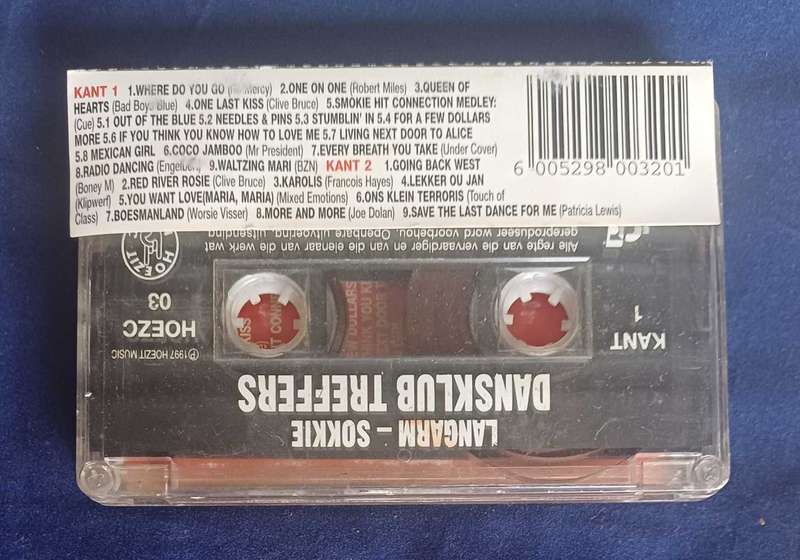 KANT 1 1.WHERE DO YOU GO Mercy) 2.ONE ON ONE (Robert Miles) 3.QUEEN OF
HEARTS (Bad Boys Blue) 4.ONE LAST KISS (Clive Bruce) 5.SMOKIE HIT CONNECTION MEDLEY:
(Cue) 5.1 OUT OF THE BLUE 5.2 NEEDLES & PINS 5.3 STUMBLIN' IN 5.4 FOR A FEW DOLLARS
MORE 5.6 IF YOU THINK YOU KNOW HOW TO LOVE ME 5.7 LIVING NEXT DOOR TO ALICE
5.8 MEXICAN GIRL 6.COCO JAMBOO (Mr President) 7.EVERY BREATH YOU TAKE (Under Cover)
8.RADIO DANCING (Engelbert) 9.WALTZING MARI (BZN) KANT 2 1.GOING BACK WEST
(Boney M) 2.RED RIVER ROSIE (Clive Bruce) 3.KAROLIS (Francois Hayes) 4.LEKKER OU JAN
(Klipwerf) 5.YOU WANT LOVE(MARIA, MARIA) (Mixed Emotions) 6.ONS KLEIN TERRORIS (Touch of
Class) 7.BOESMANLAND (Worsie Visser) 8.MORE AND MORE (Joe Dolan) 9.SAVE THE LAST DANCE FOR ME (Patricia Lewis)
6 005298 003201
LANGARM – SOKKIE
DANSKLUB TREFFERS
KANT
1
℗ 1997 HOEZIT MUSIC
HOEZC
03
HOEZIT
Alle regte van die vervaardiger en van die eienaar van die werk wat
gereproduseer word voorbehou. Openbare uitvoering, uitsending